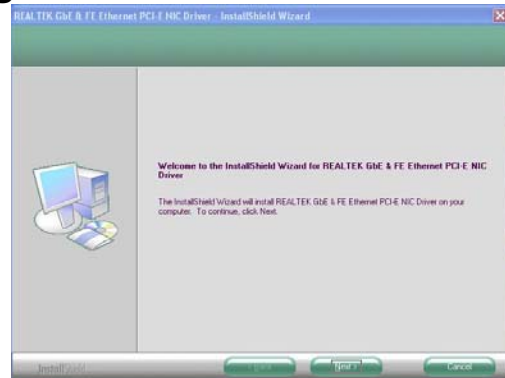 REALTEK GbE & FE Ethernet PCI-E NIC Driver - InstallShield Wizard
Welcome to the InstallShield Wizard for REALTEK GbE & FE Ethernet PCI-E NIC
Driver
The InstallShield Wizard will install REALTEK GbE & FE Ethernet PCI-E NIC Driver on your
computer. To continue, click Next.
InstallShield
Next >
Cancel